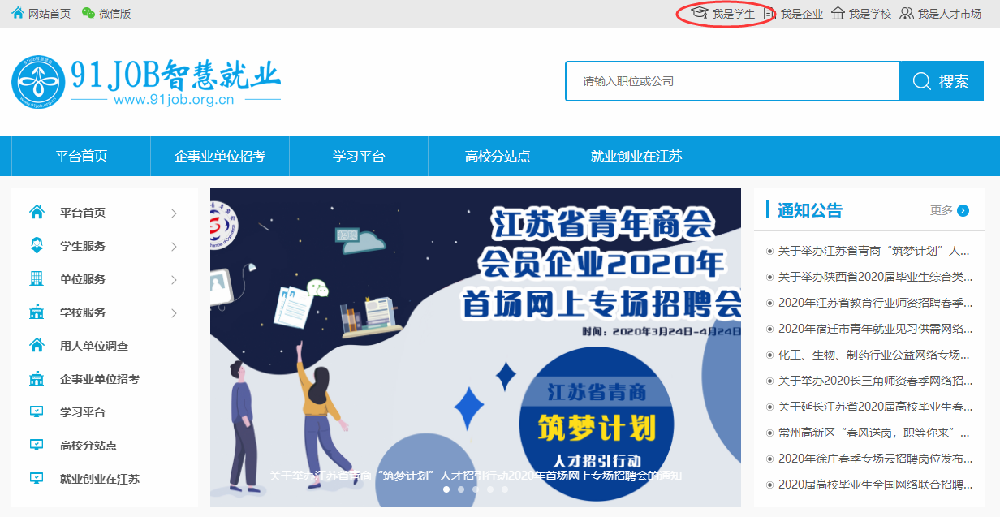 网站首页 微信版 我是学生 我是企业 我是学校 我是人才市场
91JOB智慧就业
www.91job.org.cn
请输入职位或公司 搜索
平台首页 企事业单位招考 学习平台 高校分站点 就业创业在江苏
平台首页
学生服务
单位服务
学校服务
用人单位调查
企事业单位招考
学习平台
高校分站点
就业创业在江苏
江苏省青年商会
会员企业2020年
首场网上专场招聘会
时间：2020年3月24日-4月24日
江苏省青商
筑梦计划
人才招引行动
关于举办江苏省青商“筑梦计划”人才招引行动2020年首场网上专场招聘会的通知
通知公告 更多
关于举办江苏省青商“筑梦计划”人...
关于举办陕西省2020届毕业生综合类...
2020年江苏省教育行业师资招聘春季...
2020年宿迁市青年就业见习供需网络...
化工、生物、制药行业公益网络专场...
关于举办2020长三角师资春季网络招...
关于延长江苏省2020届高校毕业生春...
常州高新区“春风送岗，职等你来”...
2020年徐庄春季专场云招聘岗位发布...
2020届高校毕业生全国网络联合招聘...